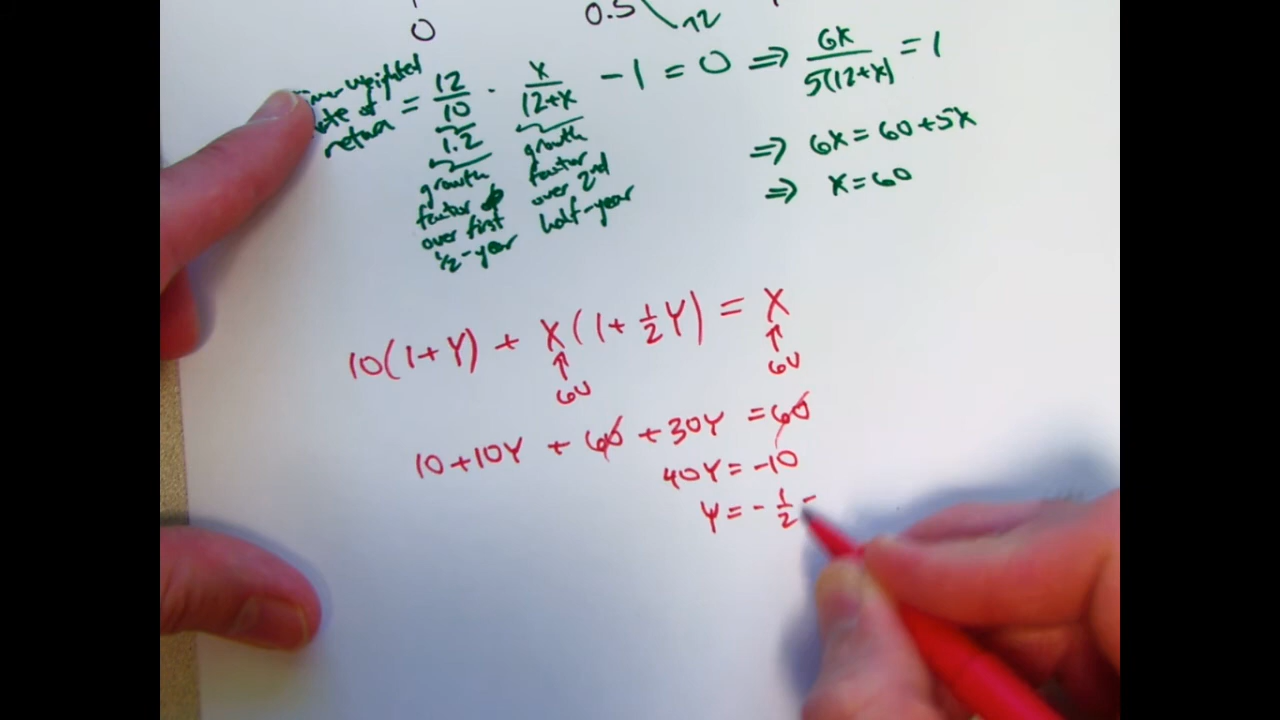 0
0.5
12
time weighted
rate of
return = 12/10 · x/(12+x) - 1 = 0 ⇒ 6x/(5(12+x)) = 1
1.2
growth factor over first 1/2-year
growth factor over 2nd half-year
⇒ 6x = 60 + 5x
⇒ x = 60
10(1+Y) + X(1 + 1/2 Y) = X
↑ ↑
60 60
10 + 10Y + 60 + 30Y = 60
40Y = -10
Y = - 1/2 -